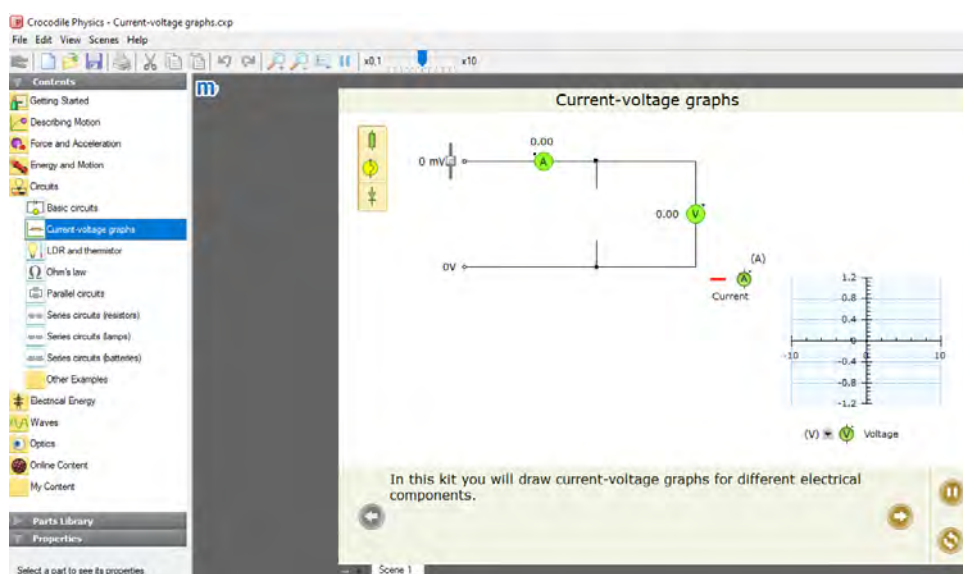 Crocodile Physics - Current-voltage graphs.cxp
File Edit View Scenes Help
x0.1 x10
Contents
Getting Started
Describing Motion
Force and Acceleration
Energy and Motion
Circuits
Basic circuits
Current-voltage graphs
LDR and thermistor
Ω Ohm's law
Parallel circuits
Series circuits (resistors)
Series circuits (lamps)
Series circuits (batteries)
Other Examples
Electrical Energy
Waves
Optics
Online Content
My Content
Parts Library
Properties
Select a part to see its properties
m
Current-voltage graphs
0.00
0 mV
A
0.00 V
0V
(A)
A
Current
1.2
0.8
0.4
-10 0 10
-0.4
-0.8
-1.2
(V) V Voltage
In this kit you will draw current-voltage graphs for different electrical
components.
Scene 1